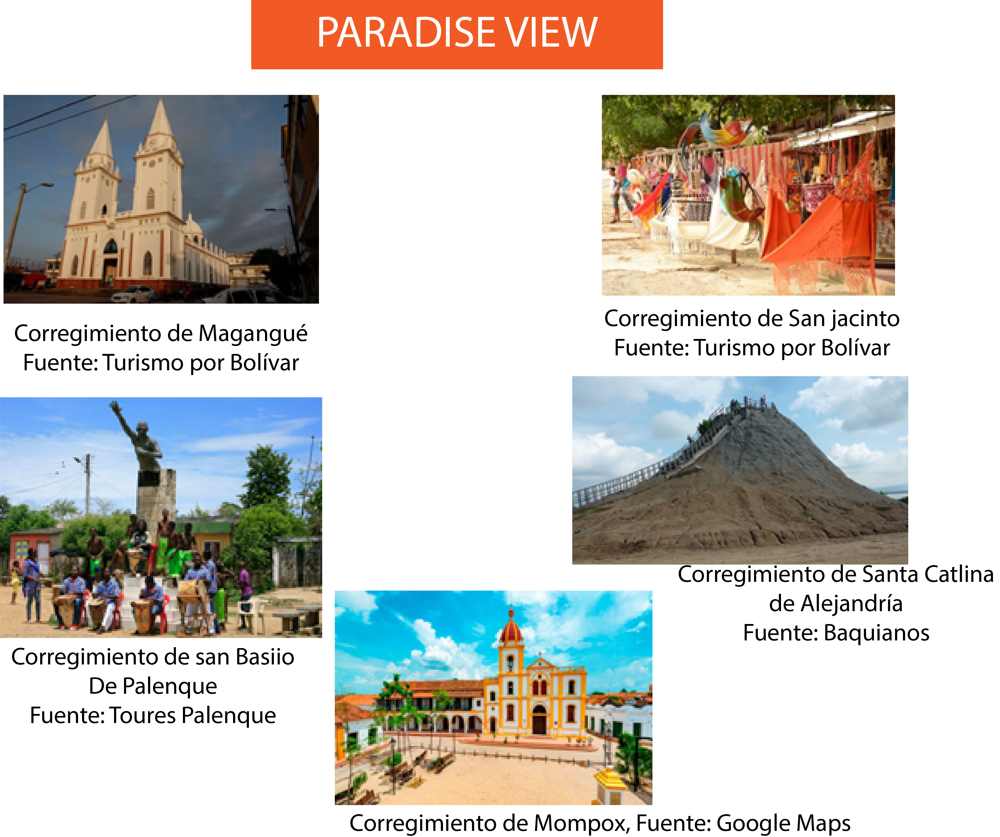 PARADISE VIEW
Corregimiento de Magangué
Fuente: Turismo por Bolívar
Corregimiento de San jacinto
Fuente: Turismo por Bolívar
Corregimiento de san Basiio
De Palenque
Fuente: Toures Palenque
Corregimiento de Santa Catlina
de Alejandría
Fuente: Baquianos
Corregimiento de Mompox, Fuente: Google Maps